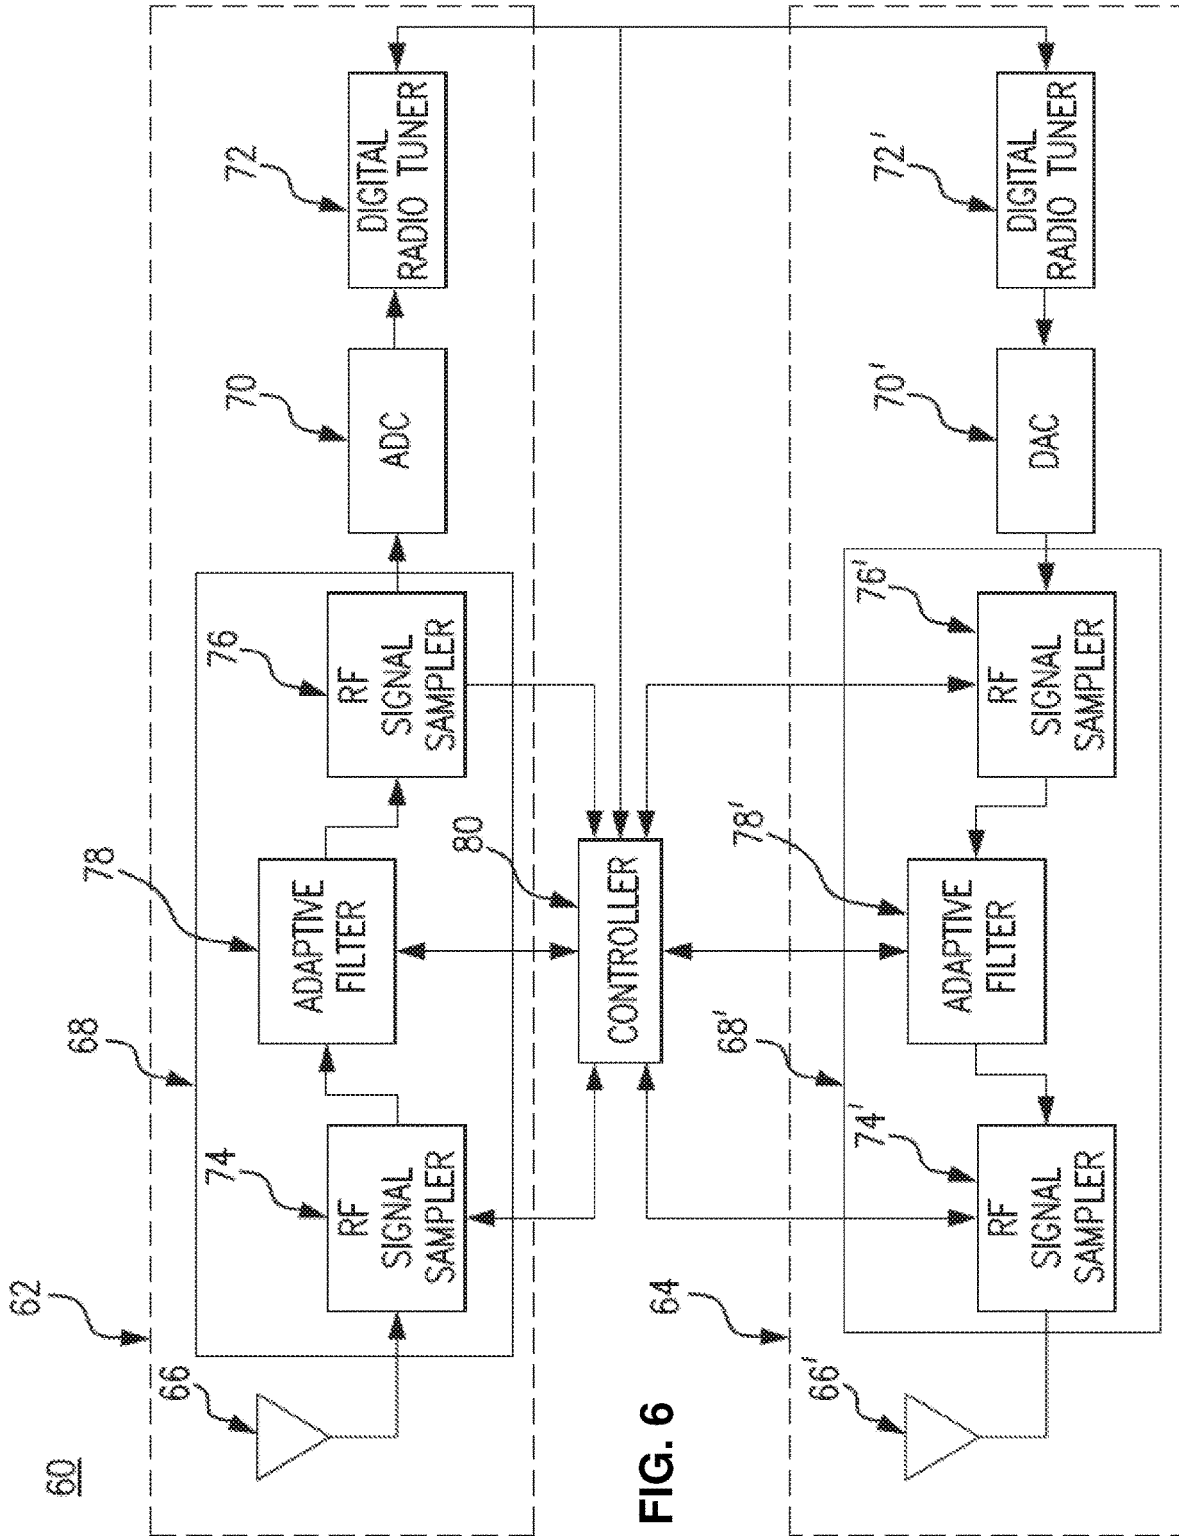 60
62
66
68
74
RF
SIGNAL
SAMPLER
78
ADAPTIVE
FILTER
76
RF
SIGNAL
SAMPLER
70
ADC
72
DIGITAL
RADIO TUNER
80
CONTROLLER
64
66'
68'
74'
RF
SIGNAL
SAMPLER
78'
ADAPTIVE
FILTER
76'
RF
SIGNAL
SAMPLER
70'
DAC
72'
DIGITAL
RADIO TUNER
FIG. 6